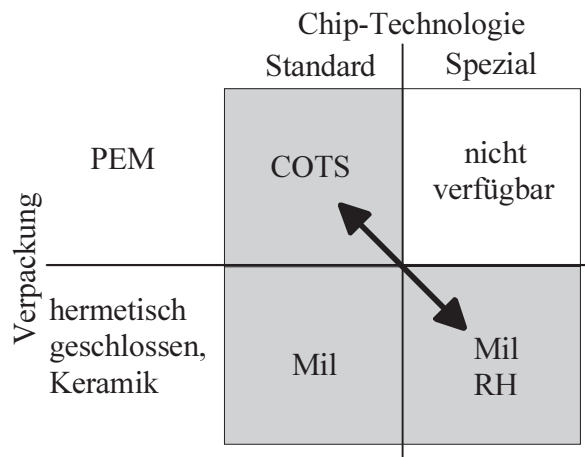 Chip-Technologie
Standard
Spezial
Verpackung
PEM
COTS
nicht
verfügbar
hermetisch
geschlossen,
Keramik
Mil
Mil
RH